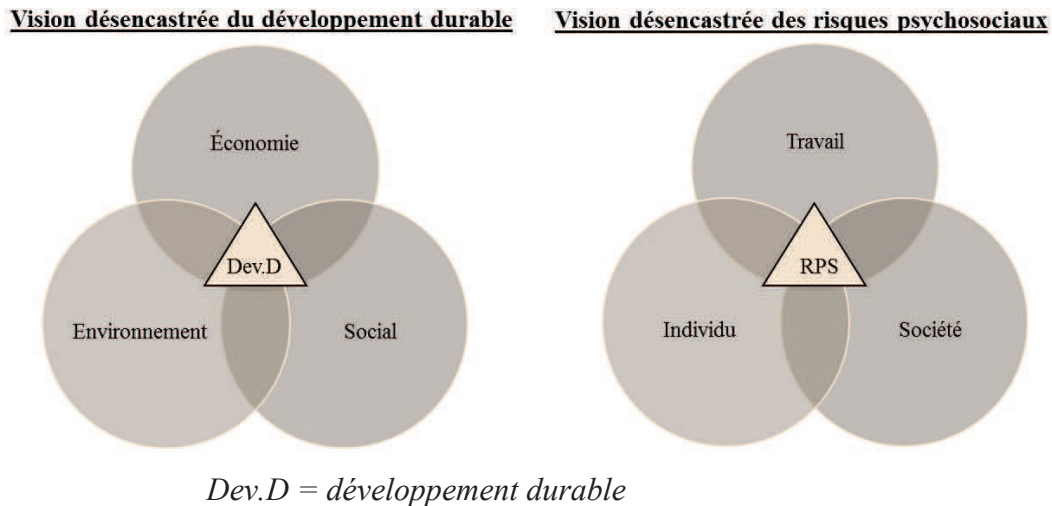 Vision désencastrée du développement durable
Économie
Dev.D
Environnement
Social
Vision désencastrée des risques psychosociaux
Travail
RPS
Individu
Société
Dev.D = développement durable